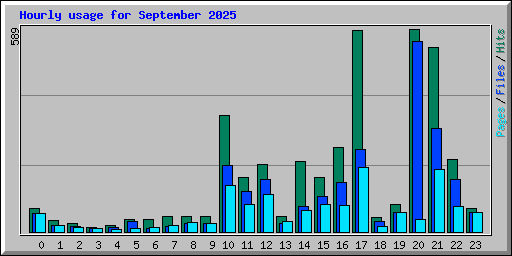 Hourly usage for September 2025
589
Pages / Files / Hits
0 1 2 3 4 5 6 7 8 9 10 11 12 13 14 15 16 17 18 19 20 21 22 23